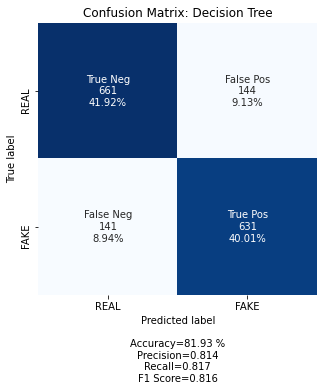 Confusion Matrix: Decision Tree
True label
REAL
True Neg
661
41.92%
False Pos
144
9.13%
FAKE
False Neg
141
8.94%
True Pos
631
40.01%
REAL
FAKE
Predicted label
Accuracy=81.93 %
Precision=0.814
Recall=0.817
F1 Score=0.816